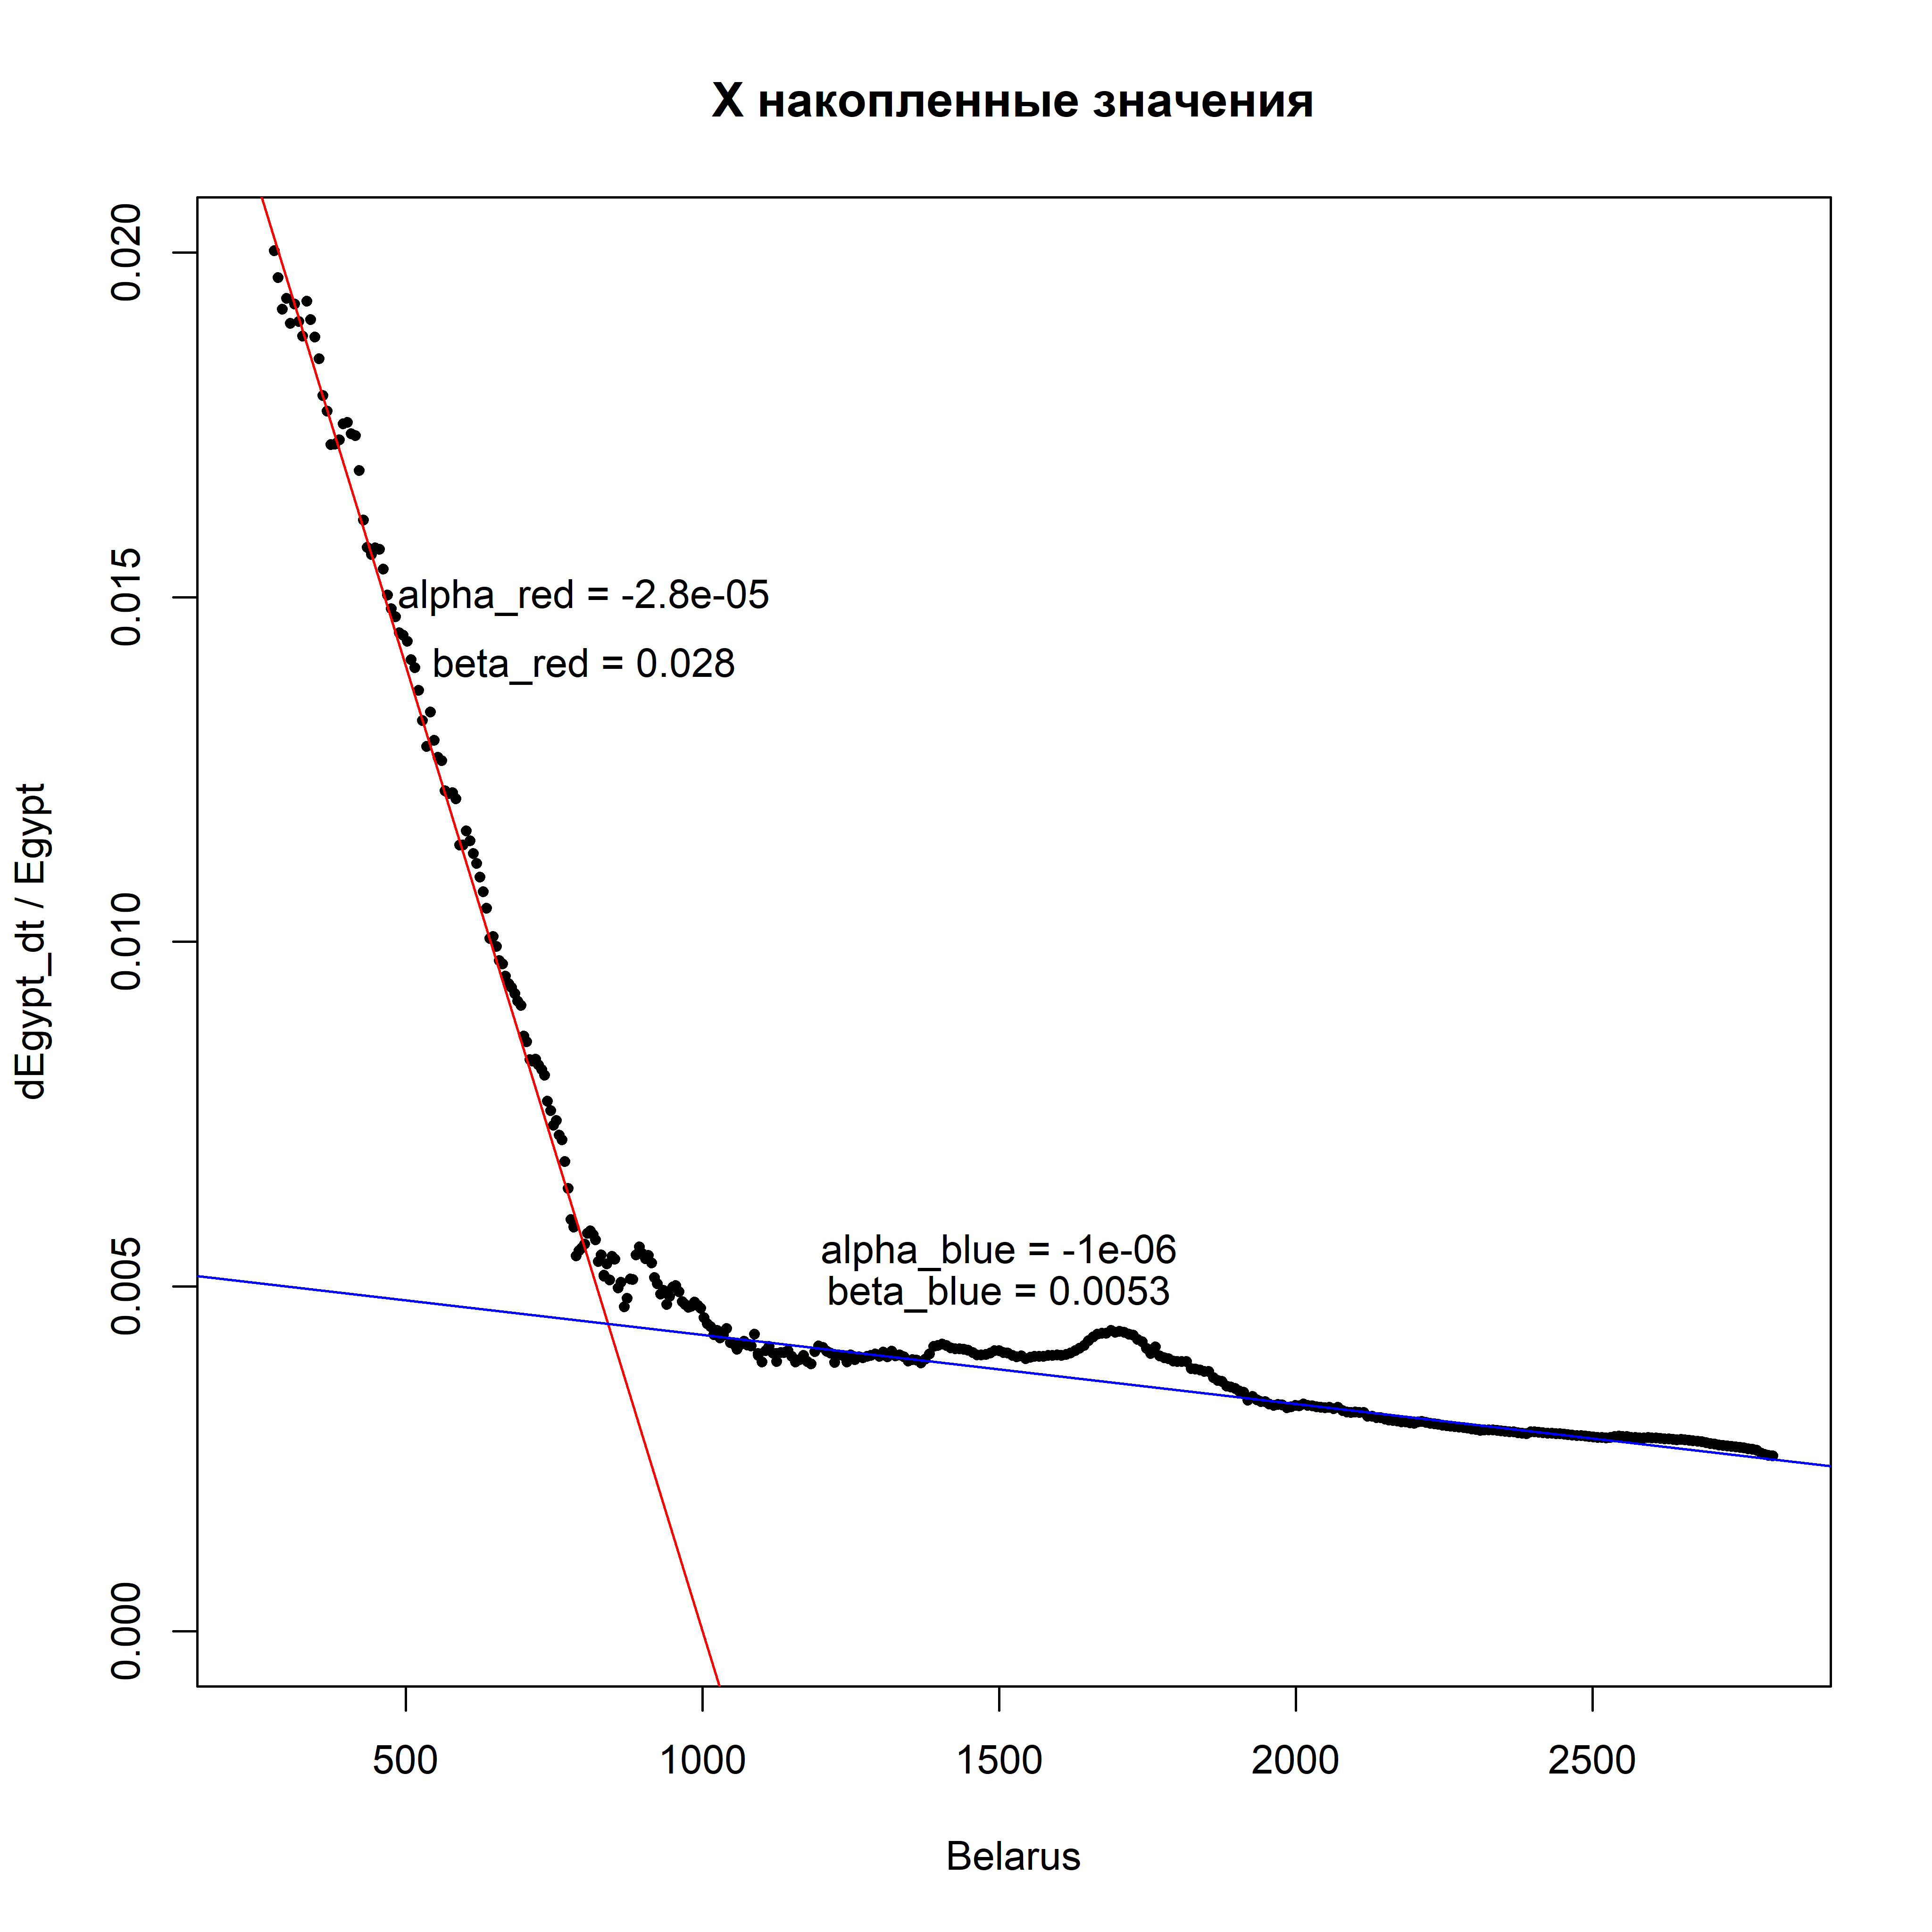 X накопленные значения
0.020
0.015
0.010
0.005
0.000
dEgypt_dt / Egypt
alpha_red = -2.8e-05
beta_red = 0.028
alpha_blue = -1e-06
beta_blue = 0.0053
500 1000 1500 2000 2500
Belarus